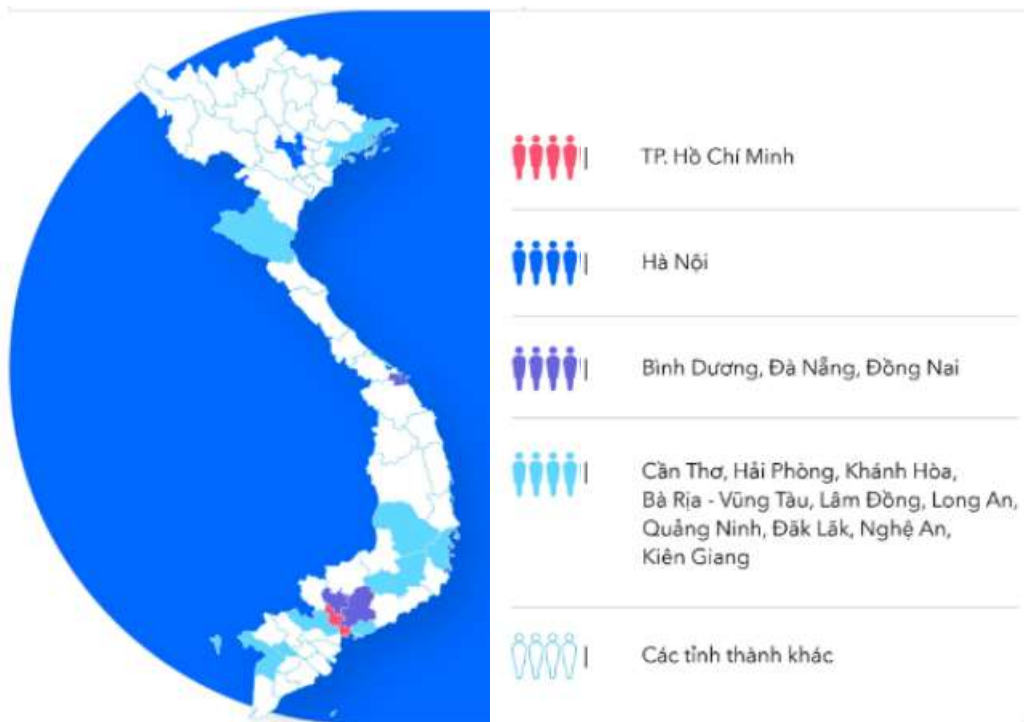 TP. Hồ Chí Minh
Hà Nội
Bình Dương, Đà Nẵng, Đồng Nai
Cần Thơ, Hải Phòng, Khánh Hòa,
Bà Rịa - Vũng Tàu, Lâm Đồng, Long An,
Quảng Ninh, Đăk Lăk, Nghệ An,
Kiên Giang
Các tỉnh thành khác